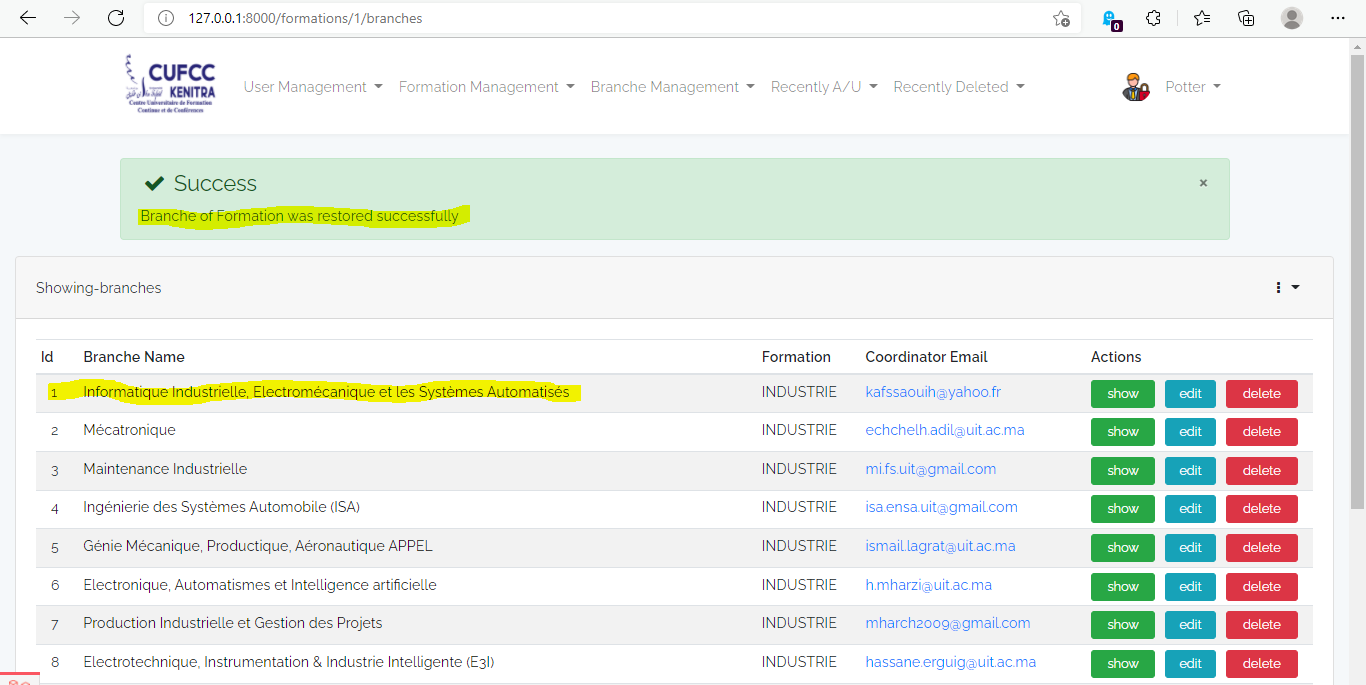 127.0.0.1:8000/formations/1/branches
0
CUFCC
KENITRA
Centre Universitaire de Formation
Continue et de Conférences
User Management Formation Management Branche Management Recently A/U Recently Deleted Potter
Success ×
Branche of Formation was restored successfully
Showing-branches
Id Branche Name Formation Coordinator Email Actions
1 Informatique Industrielle, Electromécanique et les Systèmes Automatisés INDUSTRIE kafssaouih@yahoo.fr show edit delete
2 Mécatronique INDUSTRIE echchelh.adil@uit.ac.ma show edit delete
3 Maintenance Industrielle INDUSTRIE mi.fs.uit@gmail.com show edit delete
4 Ingénierie des Systèmes Automobile (ISA) INDUSTRIE isa.ensa.uit@gmail.com show edit delete
5 Génie Mécanique, Productique, Aéronautique APPEL INDUSTRIE ismail.lagrat@uit.ac.ma show edit delete
6 Electronique, Automatismes et Intelligence artificielle INDUSTRIE h.mharzi@uit.ac.ma show edit delete
7 Production Industrielle et Gestion des Projets INDUSTRIE mharch2009@gmail.com show edit delete
8 Electrotechnique, Instrumentation & Industrie Intelligente (E3I) INDUSTRIE hassane.erguig@uit.ac.ma show edit delete